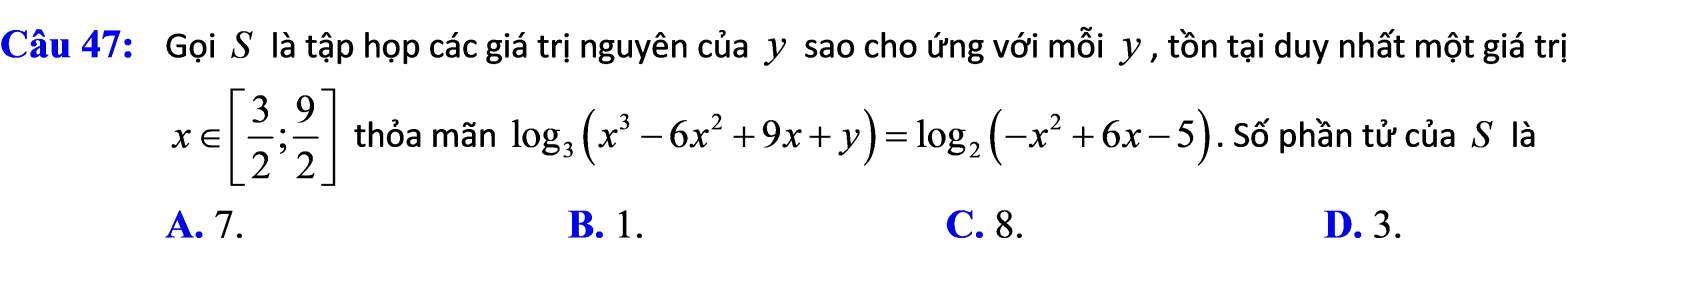 Câu 47: Gọi S là tập họp các giá trị nguyên của y sao cho ứng với mỗi y , tồn tại duy nhất một giá trị
x ∈ [3/2; 9/2] thỏa mãn log₃(x³ − 6x² + 9x + y) = log₂(−x² + 6x − 5). Số phần tử của S là
A. 7. B. 1. C. 8. D. 3.